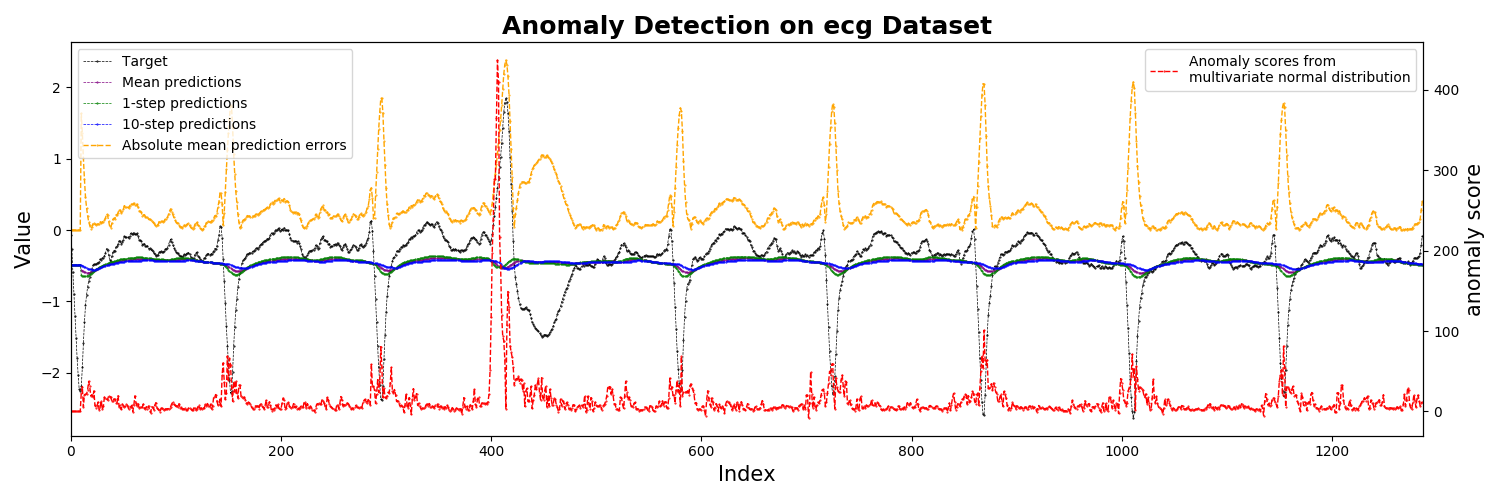 Anomaly Detection on ecg Dataset
Target
Mean predictions
1-step predictions
10-step predictions
Absolute mean prediction errors
Anomaly scores from
multivariate normal distribution
Value
2
1
0
−1
−2
anomaly score
400
300
200
100
0
0
200
400
600
800
1000
1200
Index